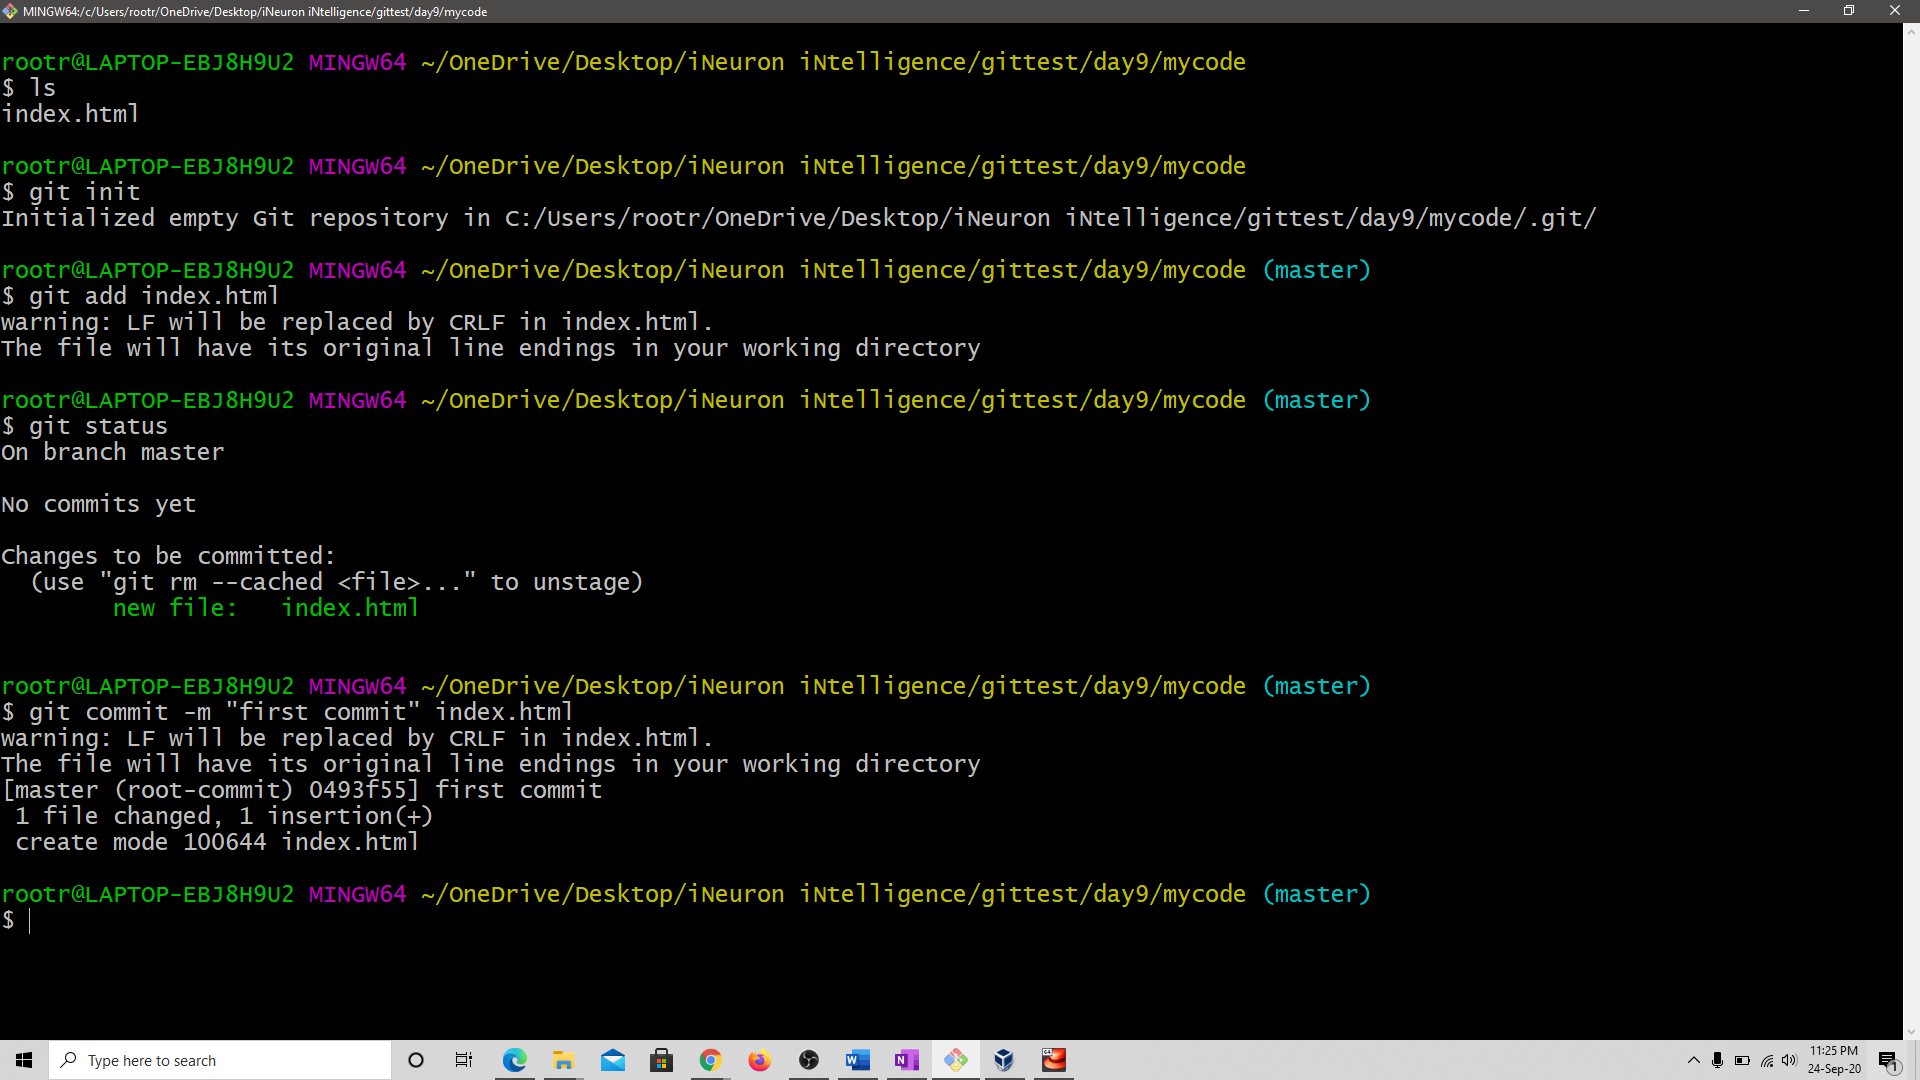 MINGW64:/c/Users/rootr/OneDrive/Desktop/iNeuron iNtelligence/gittest/day9/mycode
rootr@LAPTOP-EBJ8H9U2 MINGW64 ~/OneDrive/Desktop/iNeuron iNtelligence/gittest/day9/mycode
$ ls
index.html
rootr@LAPTOP-EBJ8H9U2 MINGW64 ~/OneDrive/Desktop/iNeuron iNtelligence/gittest/day9/mycode
$ git init
Initialized empty Git repository in C:/Users/rootr/OneDrive/Desktop/iNeuron iNtelligence/gittest/day9/mycode/.git/
rootr@LAPTOP-EBJ8H9U2 MINGW64 ~/OneDrive/Desktop/iNeuron iNtelligence/gittest/day9/mycode (master)
$ git add index.html
warning: LF will be replaced by CRLF in index.html.
The file will have its original line endings in your working directory
rootr@LAPTOP-EBJ8H9U2 MINGW64 ~/OneDrive/Desktop/iNeuron iNtelligence/gittest/day9/mycode (master)
$ git status
On branch master
No commits yet
Changes to be committed:
  (use "git rm --cached <file>..." to unstage)
        new file:   index.html
rootr@LAPTOP-EBJ8H9U2 MINGW64 ~/OneDrive/Desktop/iNeuron iNtelligence/gittest/day9/mycode (master)
$ git commit -m "first commit" index.html
warning: LF will be replaced by CRLF in index.html.
The file will have its original line endings in your working directory
[master (root-commit) 0493f55] first commit
 1 file changed, 1 insertion(+)
 create mode 100644 index.html
rootr@LAPTOP-EBJ8H9U2 MINGW64 ~/OneDrive/Desktop/iNeuron iNtelligence/gittest/day9/mycode (master)
$
Type here to search
11:25 PM
24-Sep-20
1